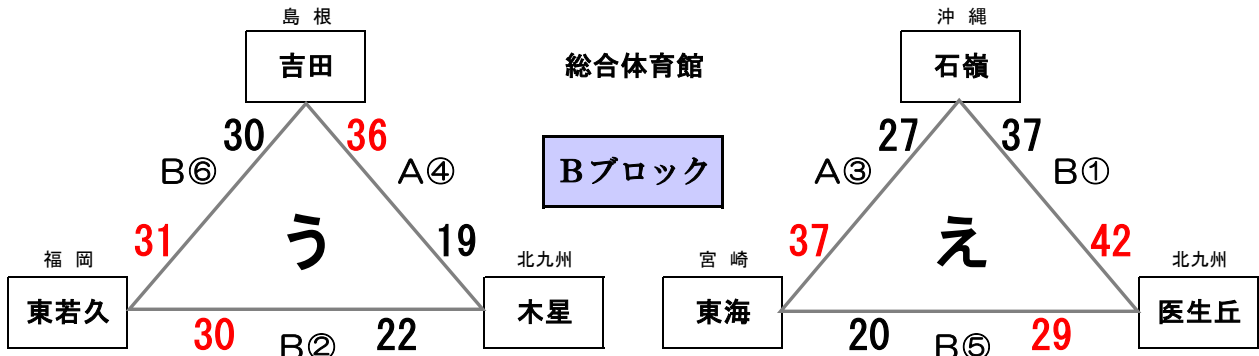 島 根
吉田
30
36
B⑥
A④
う
31
19
福 岡
東若久
北九州
木星
30
B②
22
総合体育館
Bブロック
沖 縄
石嶺
27
37
A③
B①
え
37
42
宮 崎
東海
北九州
医生丘
20
B⑤
29